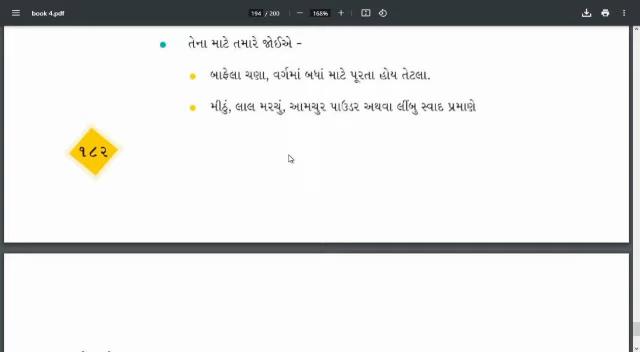 book 4.pdf
194 / 200
168%
તેના માટે તમારે જોઈએ -
બાફેલા ચણા, વર્ગમાં બધાં માટે પૂરતા હોય તેટલા.
મીઠું, લાલ મરચું, આમચુર પાઉડર અથવા લીંબુ સ્વાદ પ્રમાણે
૧૮૨